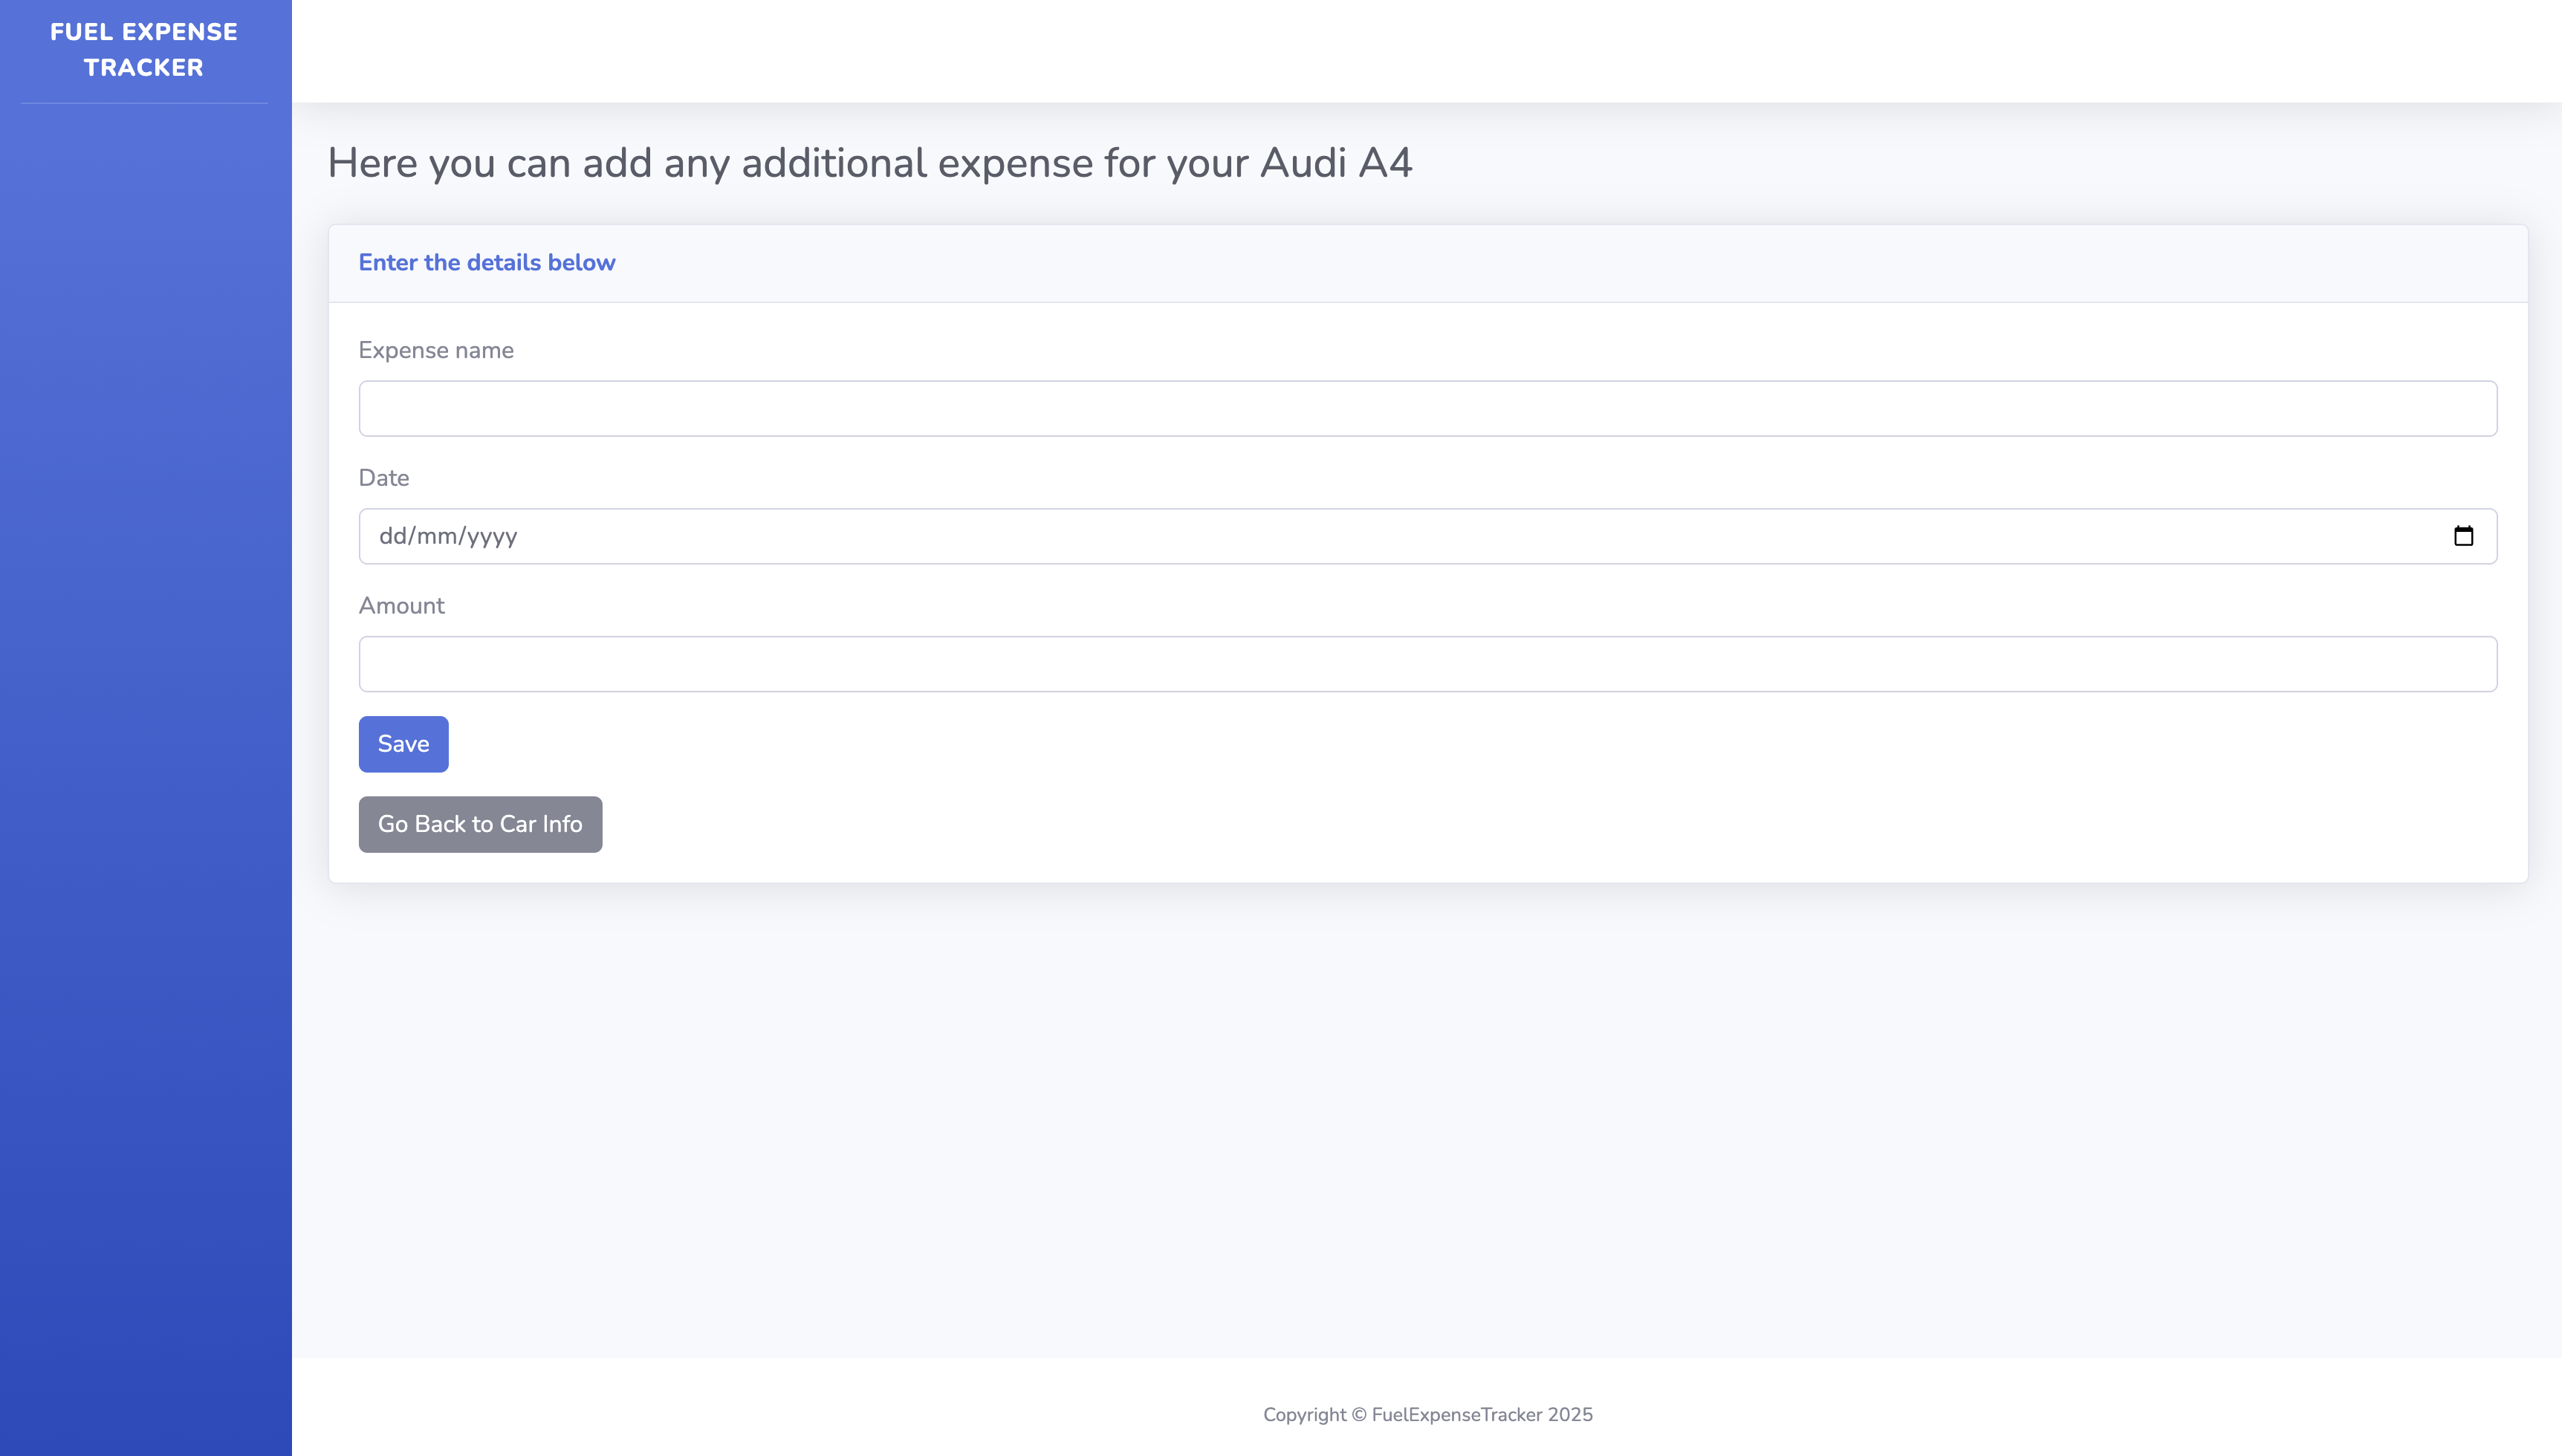 FUEL EXPENSE
TRACKER
Here you can add any additional expense for your Audi A4
Enter the details below
Expense name
Date
dd/mm/yyyy
Amount
Save
Go Back to Car Info
Copyright © FuelExpenseTracker 2025